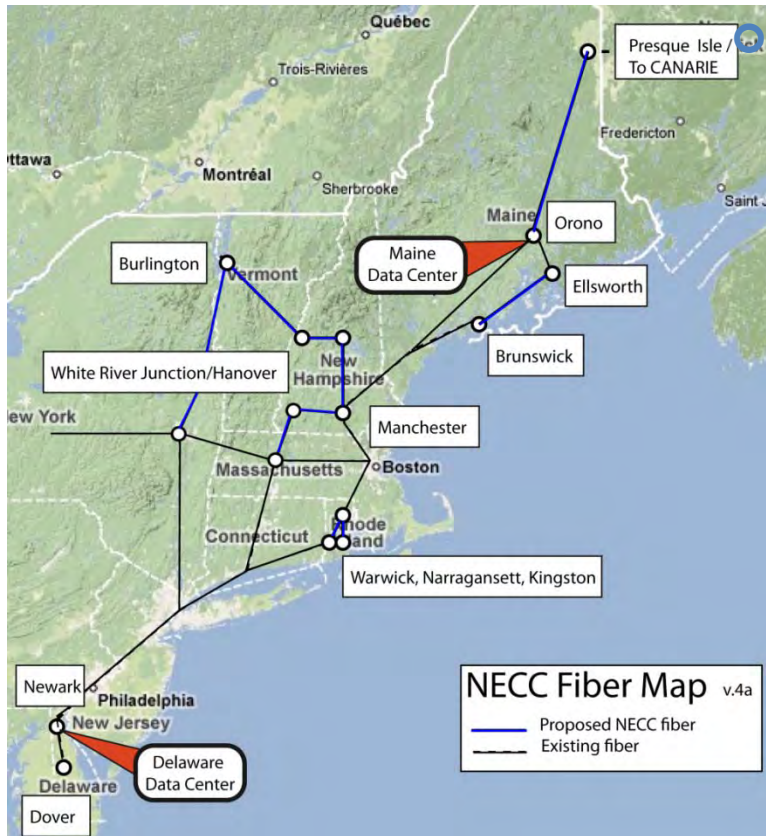 Québec
Presque Isle /
To CANARIE
Trois-Rivières
Fredericton
Ottawa
Montréal
Sherbrooke
Saint J
Maine
Orono
Burlington
Vermont
Maine
Data Center
Ellsworth
Brunswick
White River Junction/Hanover
New
Hampshire
New York
Manchester
Massachusetts
Boston
Connecticut
Rhode
Island
Warwick, Narragansett, Kingston
Newark
Philadelphia
New Jersey
Delaware
Data Center
Delaware
Dover
NECC Fiber Map v.4a
Proposed NECC fiber
Existing fiber